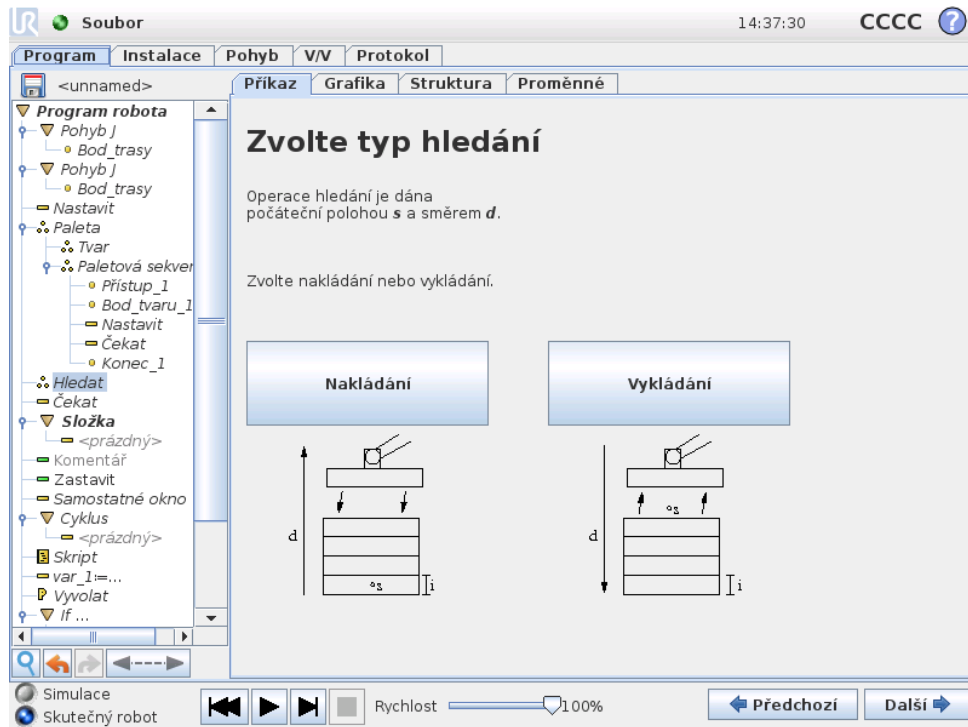 UR Soubor 14:37:30 CCCC ?
Program Instalace Pohyb V/V Protokol
<unnamed>
Příkaz Grafika Struktura Proměnné
Program robota
Pohyb J
Bod_trasy
Pohyb J
Bod_trasy
Nastavit
Paleta
Tvar
Paletová sekver
Přístup_1
Bod_tvaru_1
Nastavit
Čekat
Konec_1
Hledat
Čekat
Složka
<prázdný>
Komentář
Zastavit
Samostatné okno
Cyklus
<prázdný>
Skript
var_1:=...
Vyvolat
If ...
Zvolte typ hledání
Operace hledání je dána
počáteční polohou s a směrem d.
Zvolte nakládání nebo vykládání.
Nakládání Vykládání
d s i
d s i
Simulace
Skutečný robot
Rychlost 100%
Předchozí Další